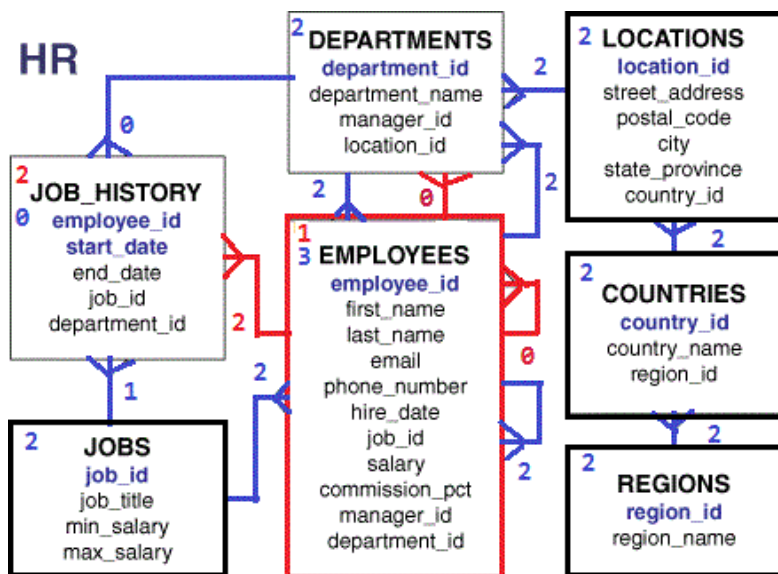 HR
2
DEPARTMENTS
department_id
department_name
manager_id
location_id
2
2
LOCATIONS
location_id
street_address
postal_code
city
state_province
country_id
0
2
0
2
2
0
JOB_HISTORY
employee_id
start_date
end_date
job_id
department_id
2
1
3
EMPLOYEES
employee_id
first_name
last_name
email
phone_number
hire_date
job_id
salary
commission_pct
manager_id
department_id
0
2
2
2
COUNTRIES
country_id
country_name
region_id
1
2
2
2
JOBS
job_id
job_title
min_salary
max_salary
2
REGIONS
region_id
region_name